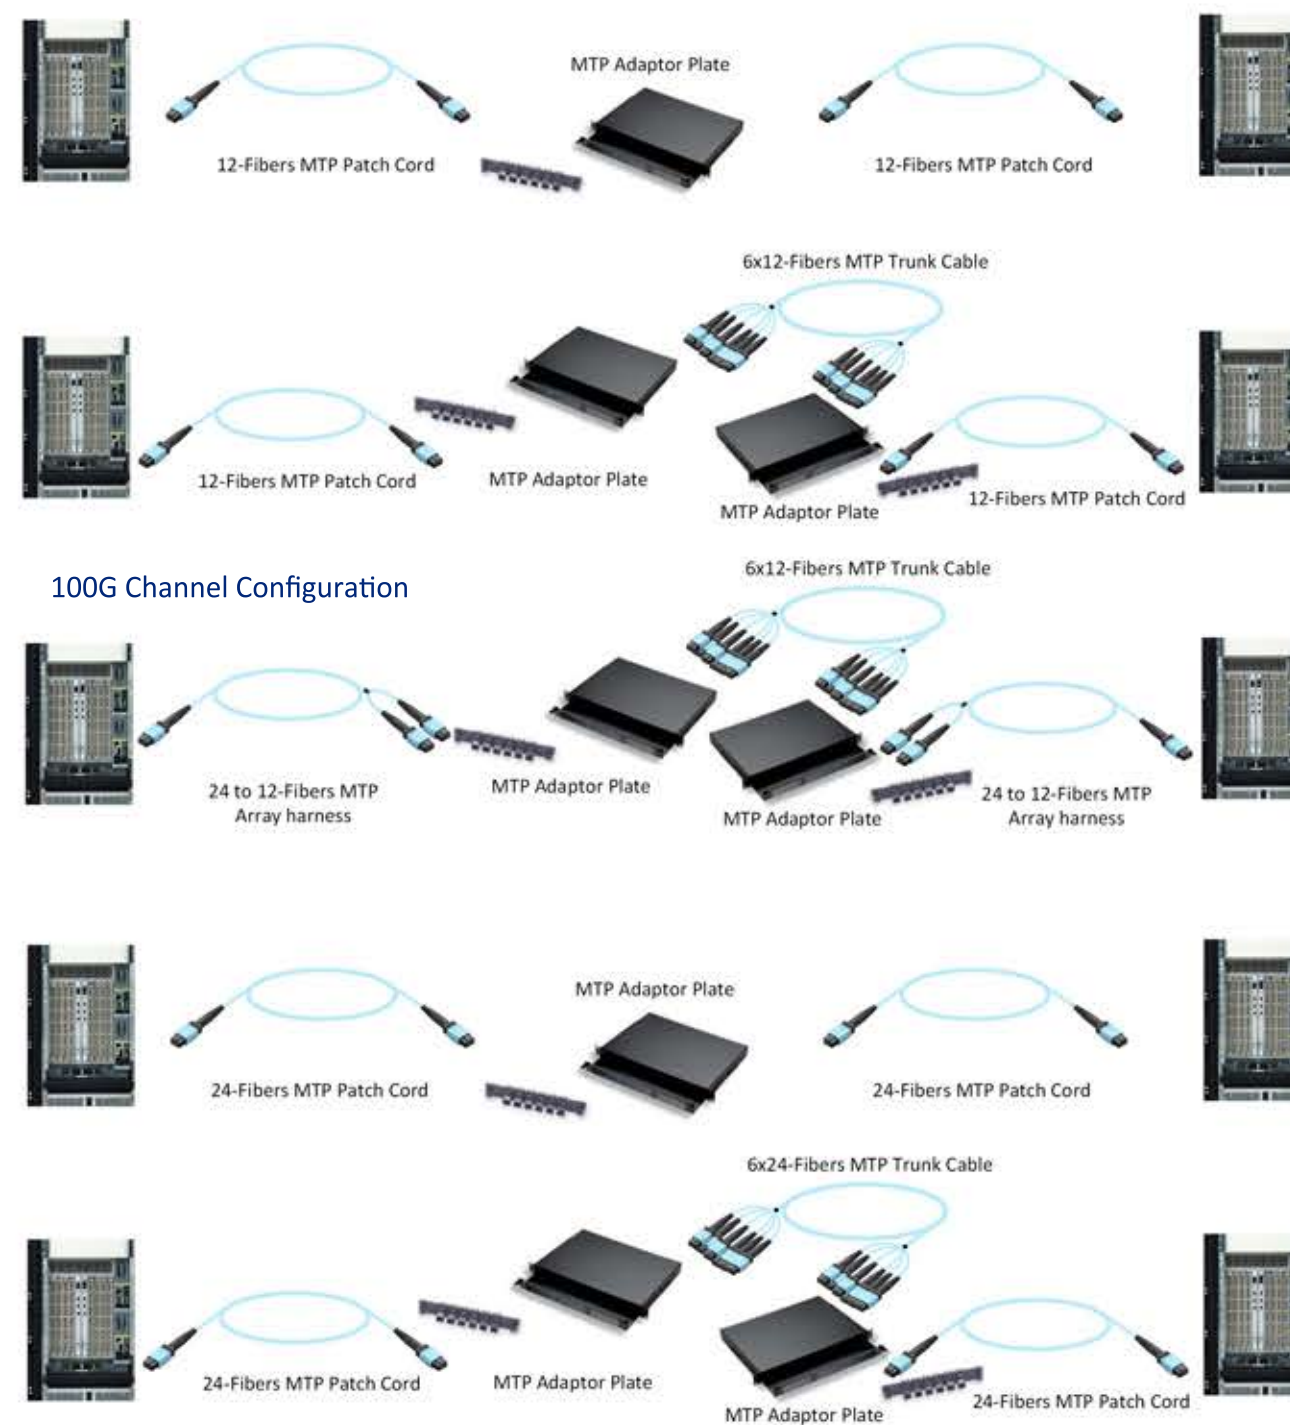 MTP Adaptor Plate
12-Fibers MTP Patch Cord
12-Fibers MTP Patch Cord
6x12-Fibers MTP Trunk Cable
12-Fibers MTP Patch Cord
MTP Adaptor Plate
MTP Adaptor Plate
12-Fibers MTP Patch Cord
100G Channel Configuration
6x12-Fibers MTP Trunk Cable
24 to 12-Fibers MTP
Array harness
MTP Adaptor Plate
MTP Adaptor Plate
24 to 12-Fibers MTP
Array harness
MTP Adaptor Plate
24-Fibers MTP Patch Cord
24-Fibers MTP Patch Cord
6x24-Fibers MTP Trunk Cable
24-Fibers MTP Patch Cord
MTP Adaptor Plate
MTP Adaptor Plate
24-Fibers MTP Patch Cord